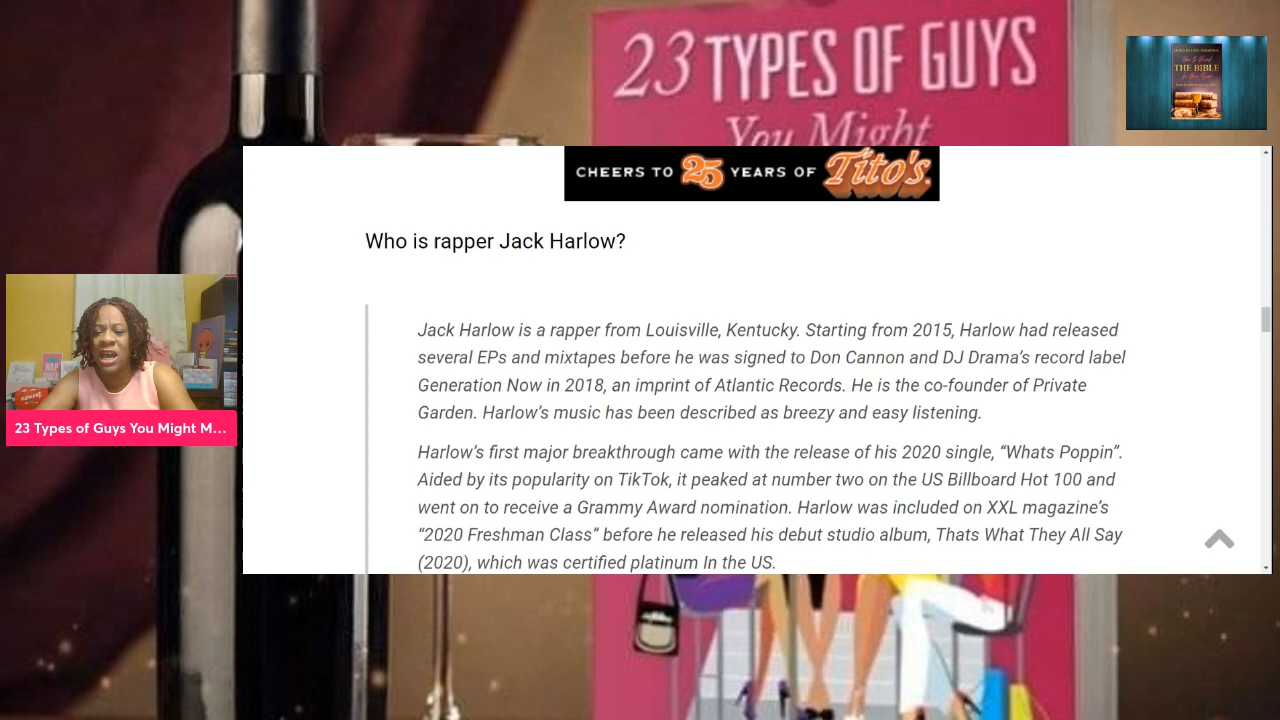 23 TYPES OF GUYS
You Might
THE BIBLE
CHEERS TO 25 YEARS OF Tito's.
Who is rapper Jack Harlow?
Jack Harlow is a rapper from Louisville, Kentucky. Starting from 2015, Harlow had released
several EPs and mixtapes before he was signed to Don Cannon and DJ Drama’s record label
Generation Now in 2018, an imprint of Atlantic Records. He is the co-founder of Private
Garden. Harlow’s music has been described as breezy and easy listening.
Harlow’s first major breakthrough came with the release of his 2020 single, “Whats Poppin”.
Aided by its popularity on TikTok, it peaked at number two on the US Billboard Hot 100 and
went on to receive a Grammy Award nomination. Harlow was included on XXL magazine’s
“2020 Freshman Class” before he released his debut studio album, Thats What They All Say
(2020), which was certified platinum In the US.
23 Types of Guys You Might M...